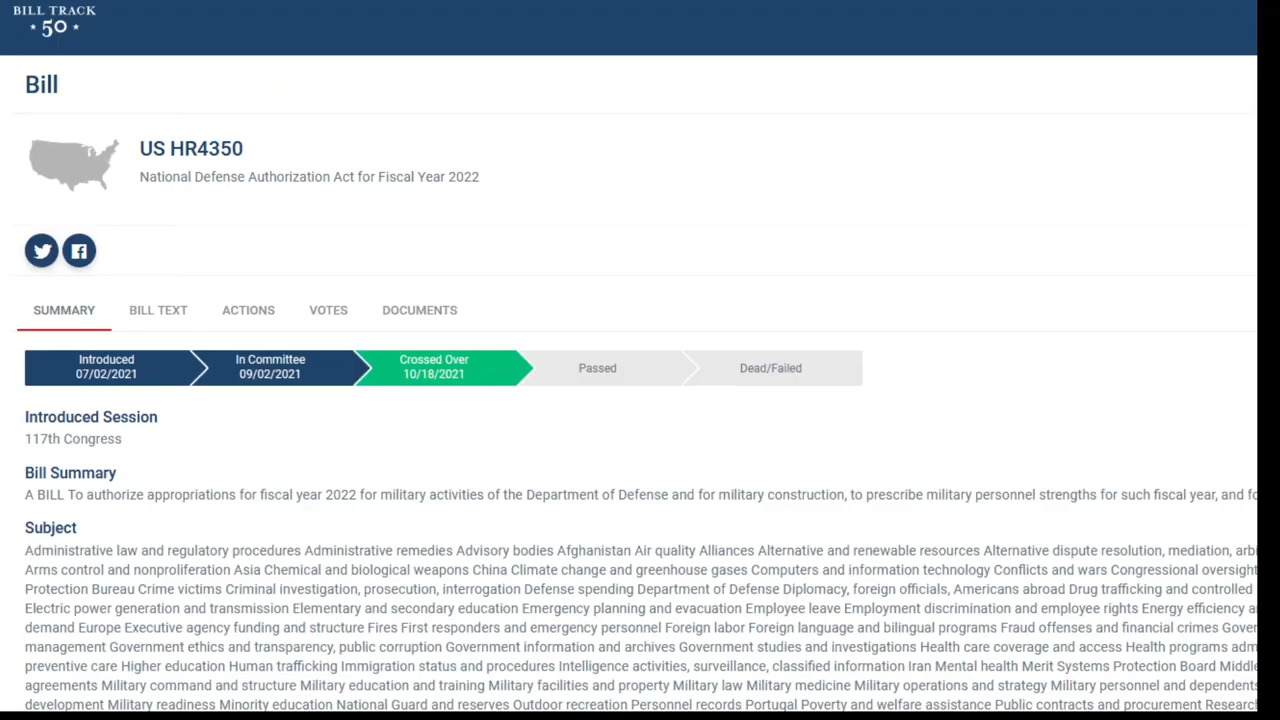 BILL TRACK
50
Bill
US HR4350
National Defense Authorization Act for Fiscal Year 2022
SUMMARY BILL TEXT ACTIONS VOTES DOCUMENTS
Introduced In Committee Crossed Over Passed Dead/Failed
07/02/2021 09/02/2021 10/18/2021
Introduced Session
117th Congress
Bill Summary
A BILL To authorize appropriations for fiscal year 2022 for military activities of the Department of Defense and for military construction, to prescribe military personnel strengths for such fiscal year, and fo
Subject
Administrative law and regulatory procedures Administrative remedies Advisory bodies Afghanistan Air quality Alliances Alternative and renewable resources Alternative dispute resolution, mediation, arbi
Arms control and nonproliferation Asia Chemical and biological weapons China Climate change and greenhouse gases Computers and information technology Conflicts and wars Congressional oversight
Protection Bureau Crime victims Criminal investigation, prosecution, interrogation Defense spending Department of Defense Diplomacy, foreign officials, Americans abroad Drug trafficking and controlled
Electric power generation and transmission Elementary and secondary education Emergency planning and evacuation Employee leave Employment discrimination and employee rights Energy efficiency a
demand Europe Executive agency funding and structure Fires First responders and emergency personnel Foreign labor Foreign language and bilingual programs Fraud offenses and financial crimes Gover
management Government ethics and transparency, public corruption Government information and archives Government studies and investigations Health care coverage and access Health programs adm
preventive care Higher education Human trafficking Immigration status and procedures Intelligence activities, surveillance, classified information Iran Mental health Merit Systems Protection Board Middle
agreements Military command and structure Military education and training Military facilities and property Military law Military medicine Military operations and strategy Military personnel and dependents
development Military readiness Minority education National Guard and reserves Outdoor recreation Personnel records Portugal Poverty and welfare assistance Public contracts and procurement Research